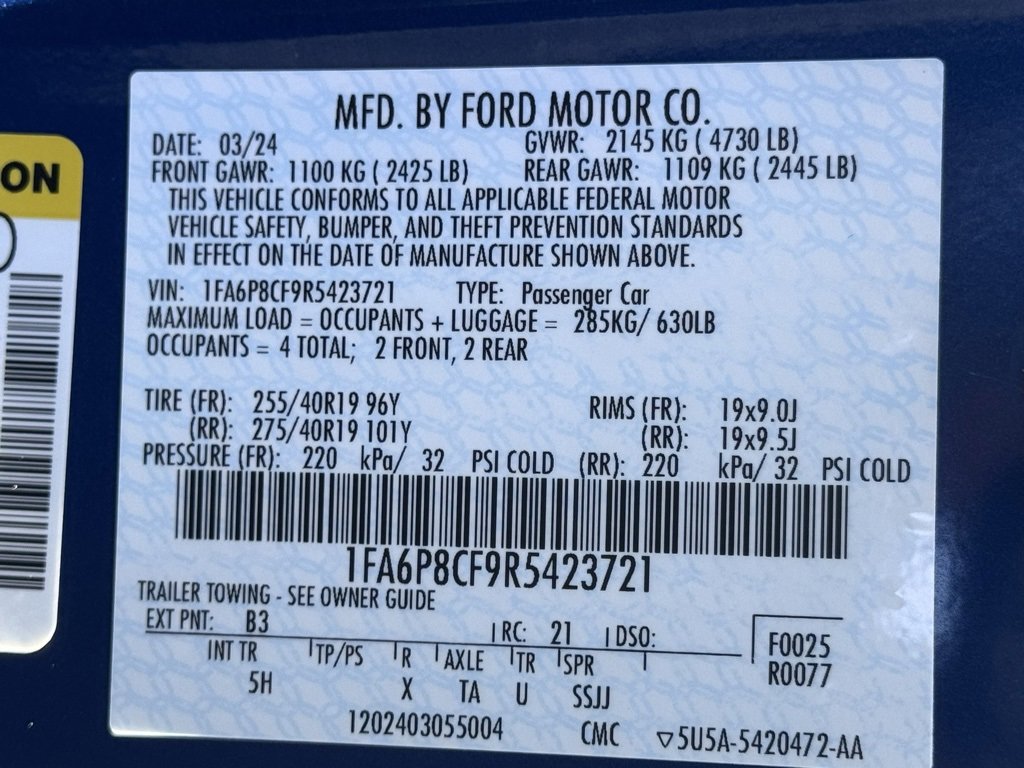 ON
MFD. BY FORD MOTOR CO.
DATE: 03/24 GVWR: 2145 KG ( 4730 LB)
FRONT GAWR: 1100 KG ( 2425 LB) REAR GAWR: 1109 KG ( 2445 LB)
THIS VEHICLE CONFORMS TO ALL APPLICABLE FEDERAL MOTOR
VEHICLE SAFETY, BUMPER, AND THEFT PREVENTION STANDARDS
IN EFFECT ON THE DATE OF MANUFACTURE SHOWN ABOVE.
VIN: 1FA6P8CF9R5423721 TYPE: Passenger Car
MAXIMUM LOAD = OCCUPANTS + LUGGAGE = 285KG/ 630LB
OCCUPANTS = 4 TOTAL; 2 FRONT, 2 REAR
TIRE (FR): 255/40R19 96Y RIMS (FR): 19x9.0J
(RR): 275/40R19 101Y (RR): 19x9.5J
PRESSURE (FR): 220 kPa/ 32 PSI COLD (RR): 220 kPa/ 32 PSI COLD
1FA6P8CF9R5423721
TRAILER TOWING - SEE OWNER GUIDE
EXT PNT: B3 RC: 21 DSO: F0025
INT TR TP/PS R AXLE TR SPR R0077
5H X TA U SSJJ
1202403055004 CMC ▽5U5A-5420472-AA